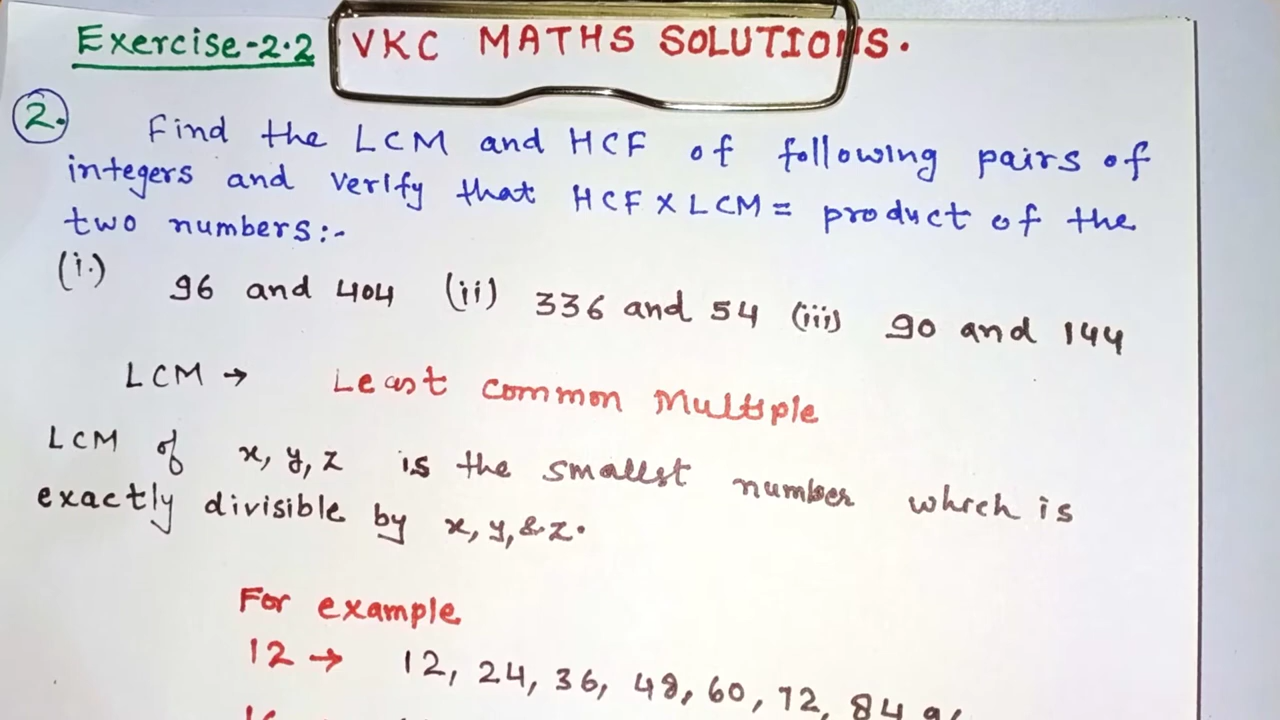 Exercise-2.2 VKC MATHS SOLUTIONS.
2. Find the LCM and HCF of following pairs of
integers and verify that HCF X LCM = product of the
two numbers:-
(i.) 96 and 404 (ii) 336 and 54 (iii) 90 and 144
LCM → Least common Multiple
LCM of x, y, z is the smallest number which is
exactly divisible by x, y, & z.
For example
12 → 12, 24, 36, 48, 60, 72, 84